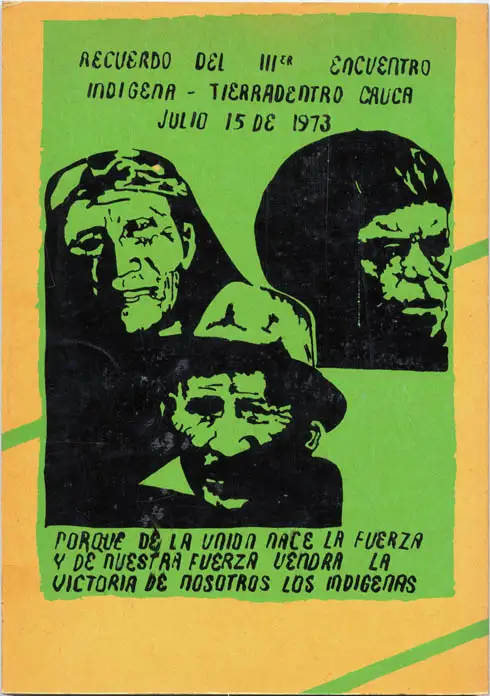 RECUERDO DEL IIIER ENCUENTRO
INDIGENA - TIERRADENTRO CAUCA
JULIO 15 DE 1973
PORQUE DE LA UNION NACE LA FUERZA
Y DE NUESTRA FUERZA VENDRA LA
VICTORIA DE NOSOTROS LOS INDIGENAS